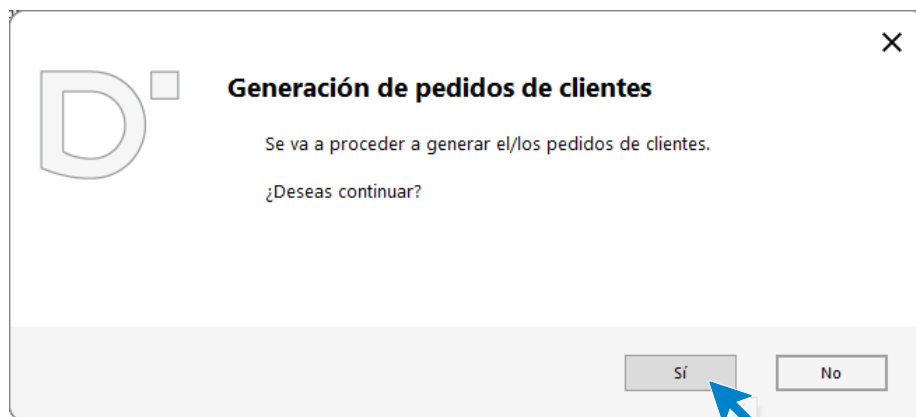 Generación de pedidos de clientes
Se va a proceder a generar el/los pedidos de clientes.
¿Deseas continuar?
Sí
No